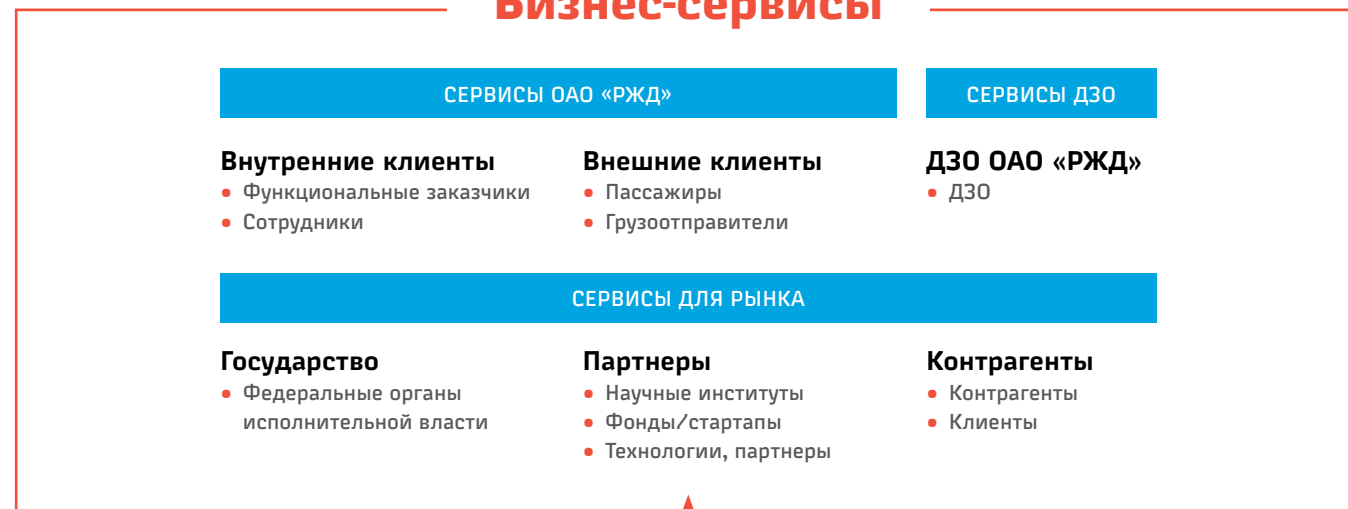 Бизнес-сервисы
СЕРВИСЫ ОАО «РЖД»
СЕРВИСЫ ДЗО
Внутренние клиенты
• Функциональные заказчики
• Сотрудники
Внешние клиенты
• Пассажиры
• Грузоотправители
ДЗО ОАО «РЖД»
• ДЗО
СЕРВИСЫ ДЛЯ РЫНКА
Государство
• Федеральные органы
исполнительной власти
Партнеры
• Научные институты
• Фонды/стартапы
• Технологии, партнеры
Контрагенты
• Контрагенты
• Клиенты